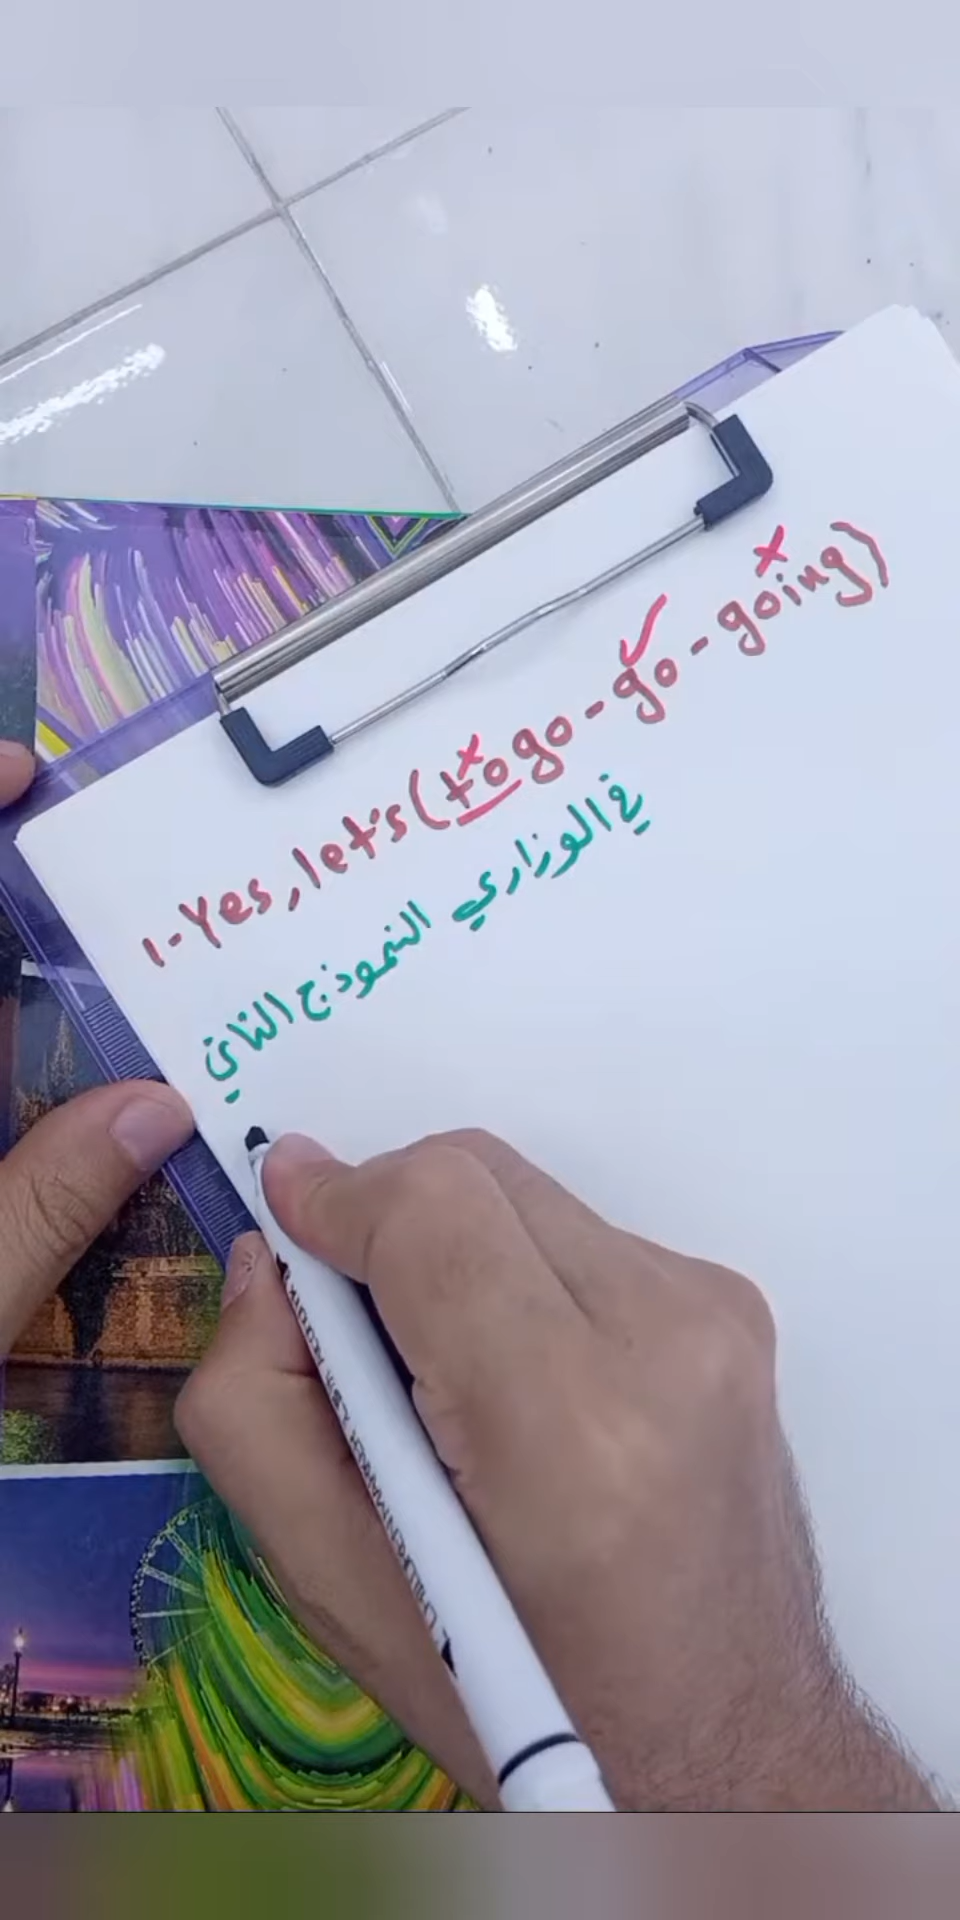 1-Yes, let's (to go - go - going)
في الوزاري النموذج الثاني